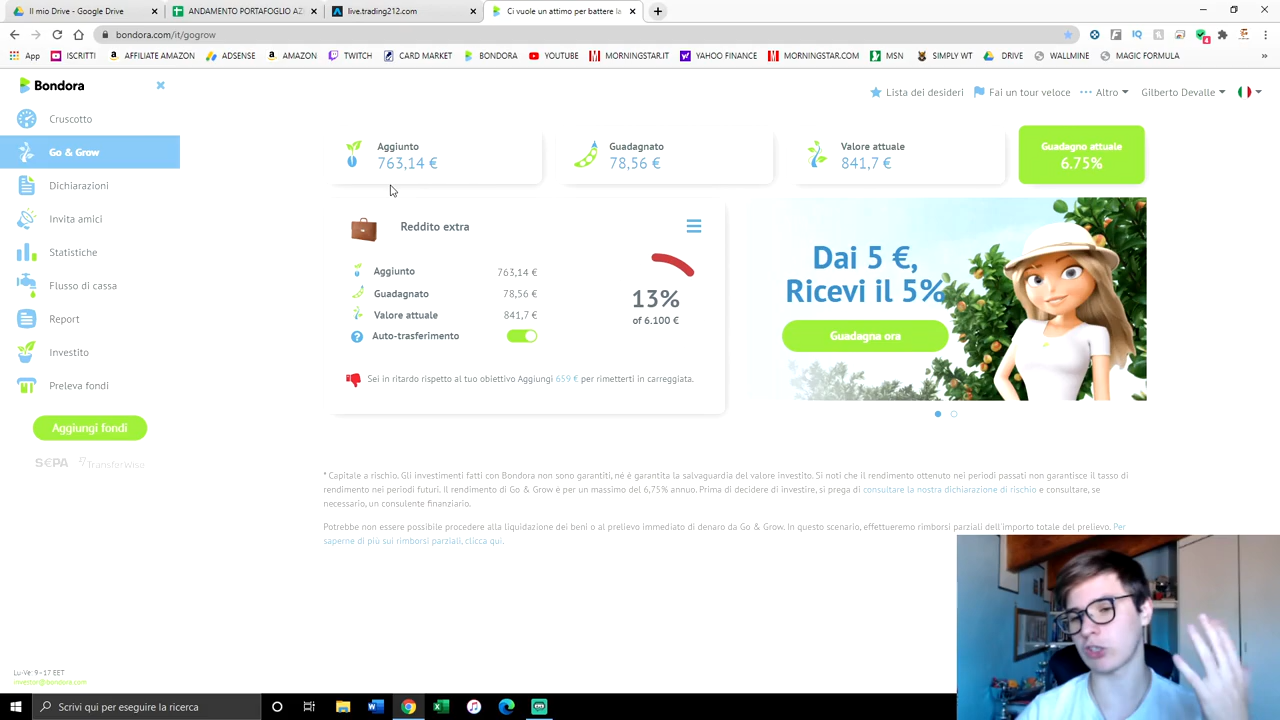 Il mio Drive - Google Drive
ANDAMENTO PORTAFOGLIO AZ
live.trading212.com
Ci vuole un attimo per battere la
bondora.com/it/gogrow
App
ISCRITTI
AFFILIATE AMAZON
ADSENSE
AMAZON
TWITCH
CARD MARKET
BONDORA
YOUTUBE
MORNINGSTAR.IT
YAHOO FINANCE
MORNINGSTAR.COM
MSN
SIMPLY WT
DRIVE
WALLMINE
MAGIC FORMULA
»
Bondora
Lista dei desideri
Fai un tour veloce
Altro
Gilberto Devalle
Cruscotto
Go & Grow
Dichiarazioni
Invita amici
Statistiche
Flusso di cassa
Report
Investito
Preleva fondi
Aggiungi fondi
S€PA
TransferWise
Aggiunto
763,14 €
Guadagnato
78,56 €
Valore attuale
841,7 €
Guadagno attuale
6.75%
Reddito extra
Aggiunto 763,14 €
Guadagnato 78,56 €
Valore attuale 841,7 €
Auto-trasferimento
13%
of 6.100 €
Sei in ritardo rispetto al tuo obiettivo Aggiungi 659 € per rimetterti in carreggiata.
Dai 5 €,
Ricevi il 5%
Guadagna ora
* Capitale a rischio. Gli investimenti fatti con Bondora non sono garantiti, né è garantita la salvaguardia del valore investito. Si noti che il rendimento ottenuto nei periodi passati non garantisce il tasso di
rendimento nei periodi futuri. Il rendimento di Go & Grow è per un massimo del 6,75% annuo. Prima di decidere di investire, si prega di consultare la nostra dichiarazione di rischio e consultare, se
necessario, un consulente finanziario.
Potrebbe non essere possibile procedere alla liquidazione dei beni o al prelievo immediato di denaro da Go & Grow. In questo scenario, effettueremo rimborsi parziali dell'importo totale del prelievo. Per
saperne di più sui rimborsi parziali, clicca qui.
Lu-Ve: 9-17 EET
investor@bondora.com
Scrivi qui per eseguire la ricerca